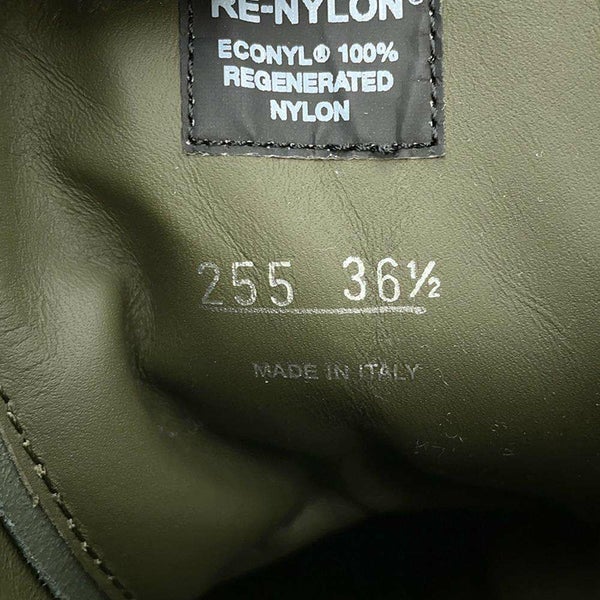 RE-NYLON®
ECONYL® 100%
REGENERATED
NYLON
255 36½
MADE IN ITALY